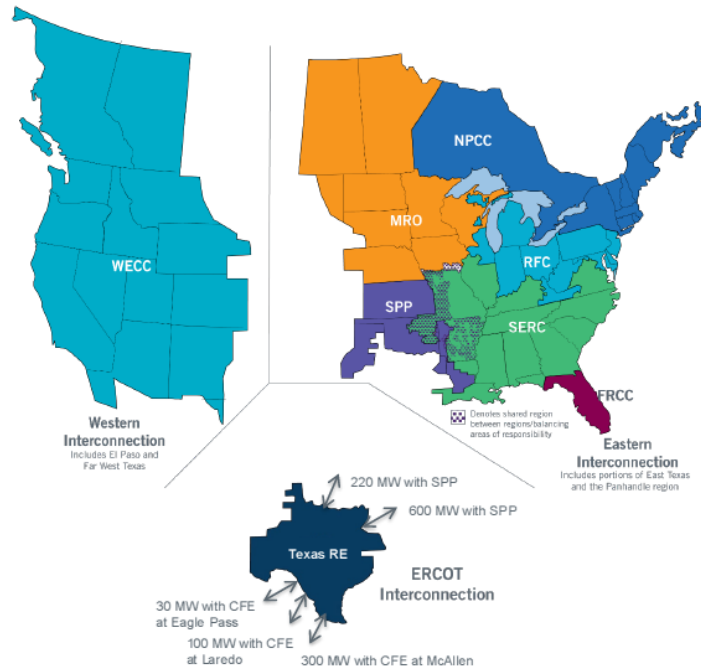 NPCC
MRO
WECC
RFC
SPP
SERC
FRCC
Western
Interconnection
Includes El Paso and
Far West Texas
Denotes shared region
between regions/balancing
areas of responsibility
Eastern
Interconnection
Includes portions of East Texas
and the Panhandle region
220 MW with SPP
600 MW with SPP
Texas RE
ERCOT
Interconnection
30 MW with CFE
at Eagle Pass
100 MW with CFE
at Laredo
300 MW with CFE at McAllen